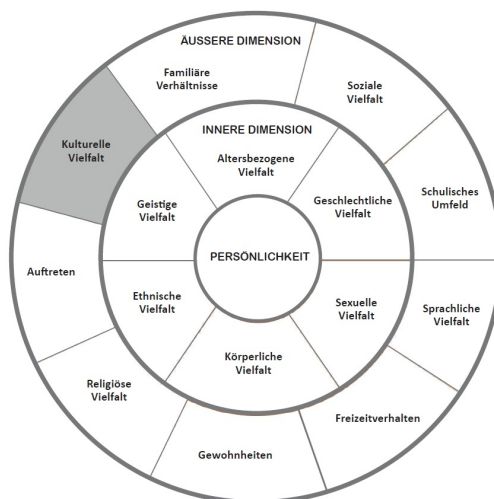 ÄUSSERE DIMENSION
Familiäre
Verhältnisse
Soziale
Vielfalt
Kulturelle
Vielfalt
INNERE DIMENSION
Altersbezogene
Vielfalt
Geistige
Vielfalt
Geschlechtliche
Vielfalt
Schulisches
Umfeld
PERSÖNLICHKEIT
Auftreten
Ethnische
Vielfalt
Sexuelle
Vielfalt
Sprachliche
Vielfalt
Körperliche
Vielfalt
Religiöse
Vielfalt
Freizeitverhalten
Gewohnheiten